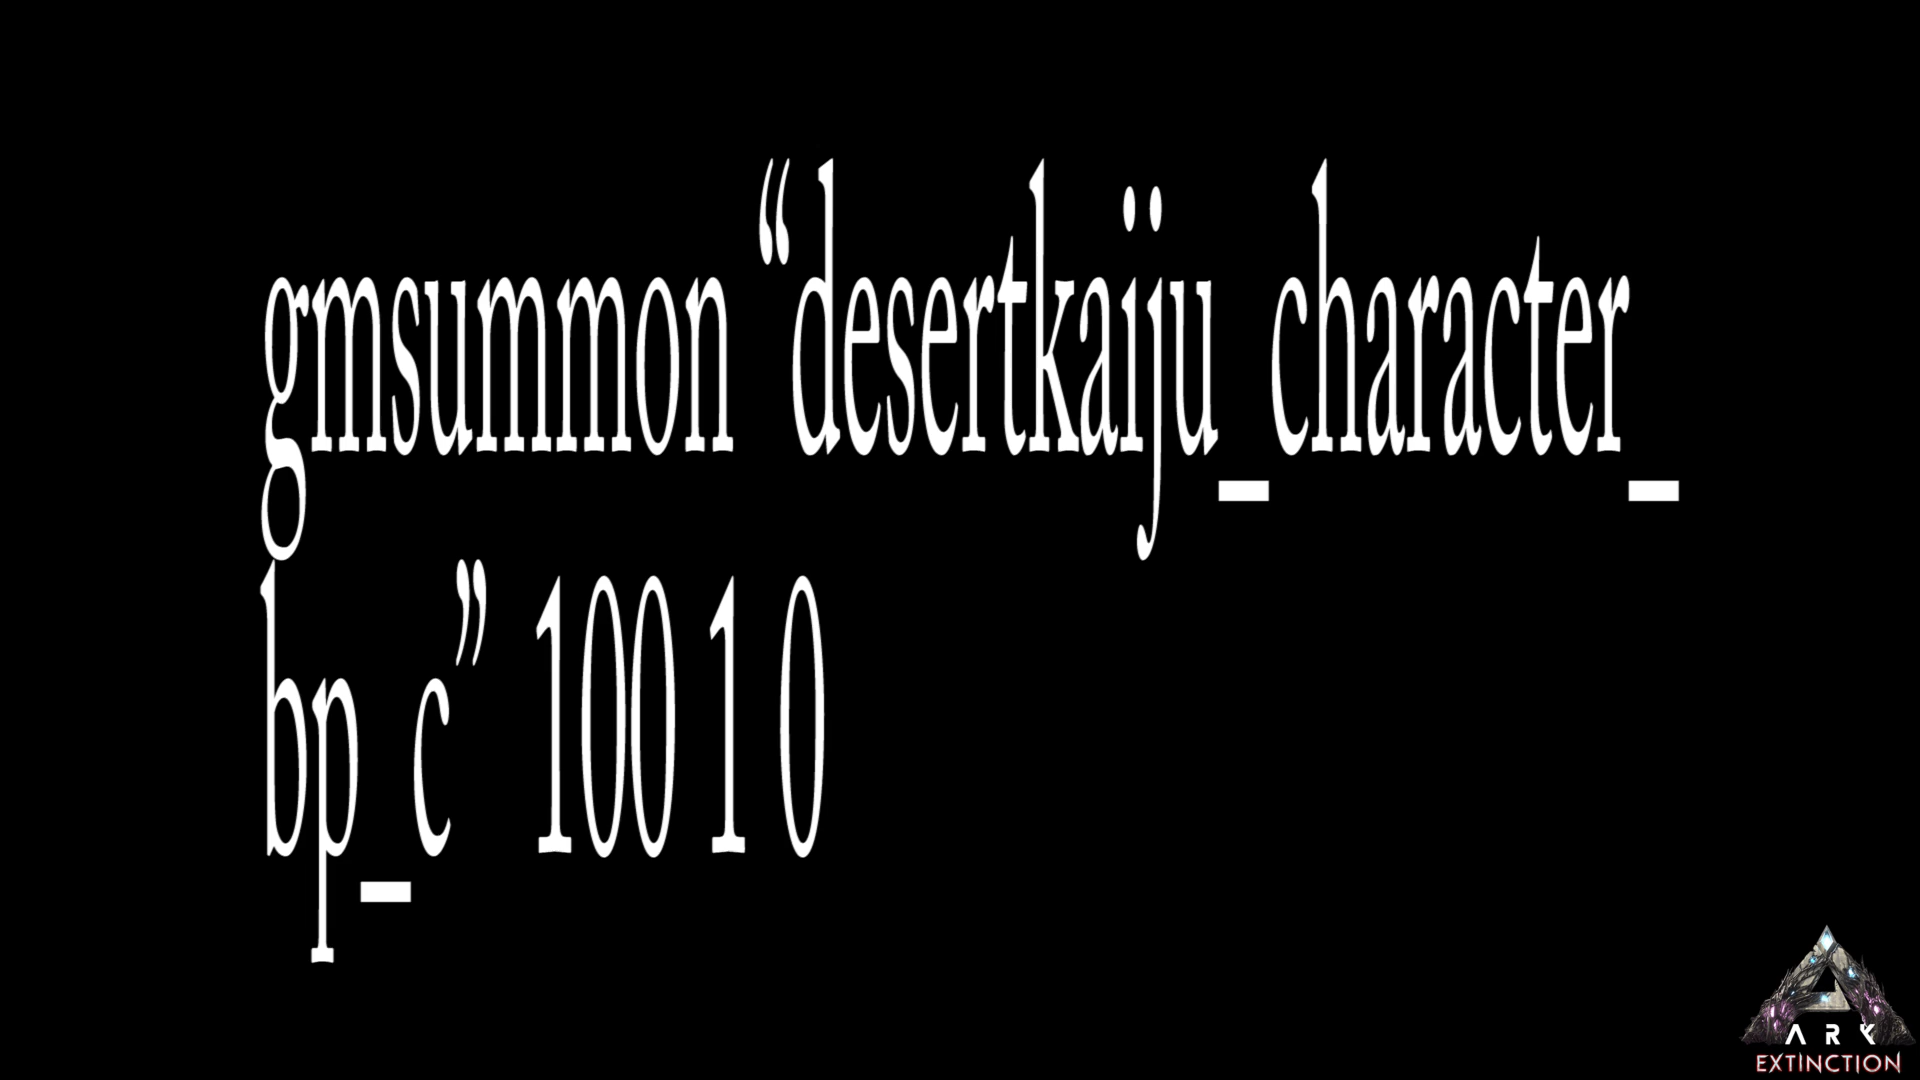 gmsummon “desertkaiju_character_
bp_c” 100 1 0
ARK
EXTINCTION